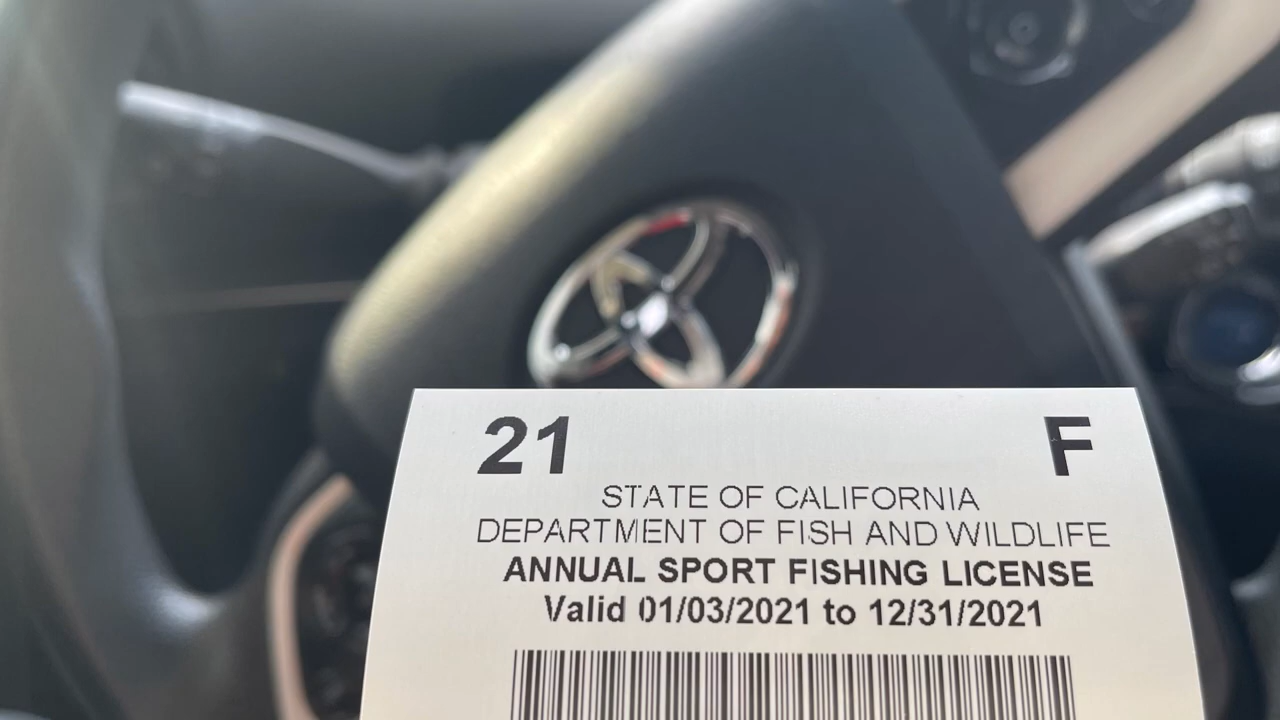 21 F
STATE OF CALIFORNIA
DEPARTMENT OF FISH AND WILDLIFE
ANNUAL SPORT FISHING LICENSE
Valid 01/03/2021 to 12/31/2021